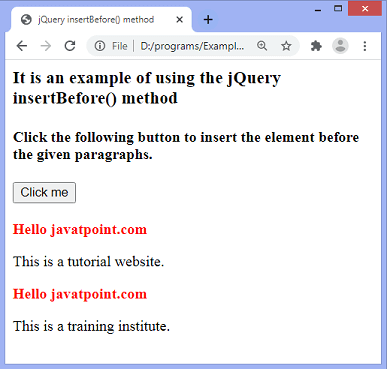 jQuery insertBefore() method
File | D:/programs/Exampl...
It is an example of using the jQuery
insertBefore() method
Click the following button to insert the element before
the given paragraphs.
Click me
Hello javatpoint.com
This is a tutorial website.
Hello javatpoint.com
This is a training institute.